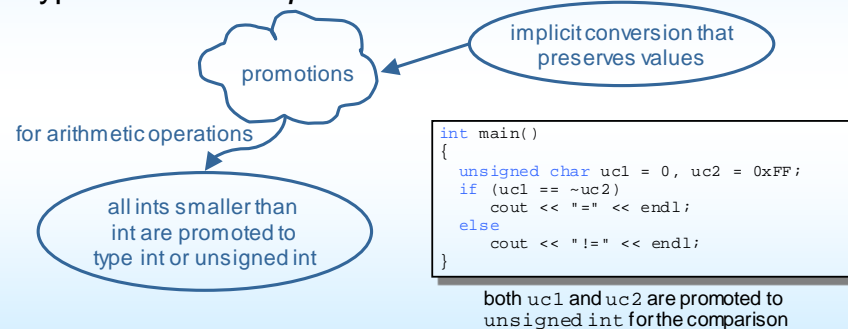 implicit conversion that
preserves values
promotions
for arithmetic operations
all ints smaller than
int are promoted to
type int or unsigned int
int main()
{
  unsigned char uc1 = 0, uc2 = 0xFF;
  if (uc1 == ~uc2)
     cout << "=" << endl;
  else
     cout << "!=" << endl;
}
both uc1 and uc2 are promoted to
unsigned int for the comparison